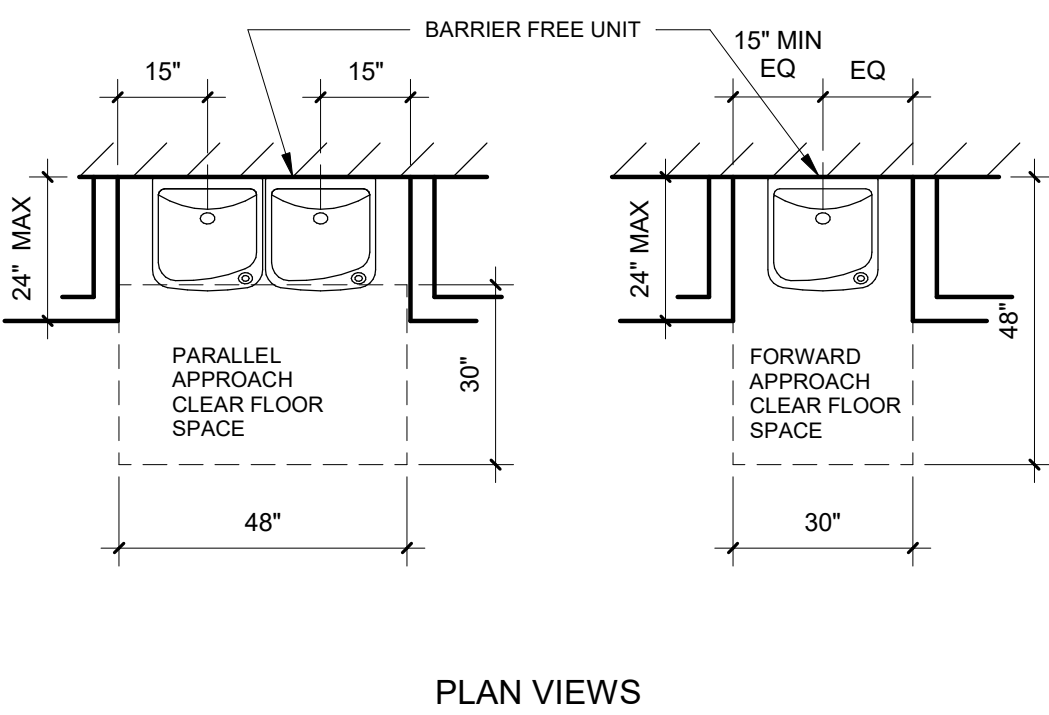 BARRIER FREE UNIT
15"
15"
24" MAX
PARALLEL
APPROACH
CLEAR FLOOR
SPACE
30"
48"
15" MIN
EQ
EQ
24" MAX
FORWARD
APPROACH
CLEAR FLOOR
SPACE
48"
30"
PLAN VIEWS